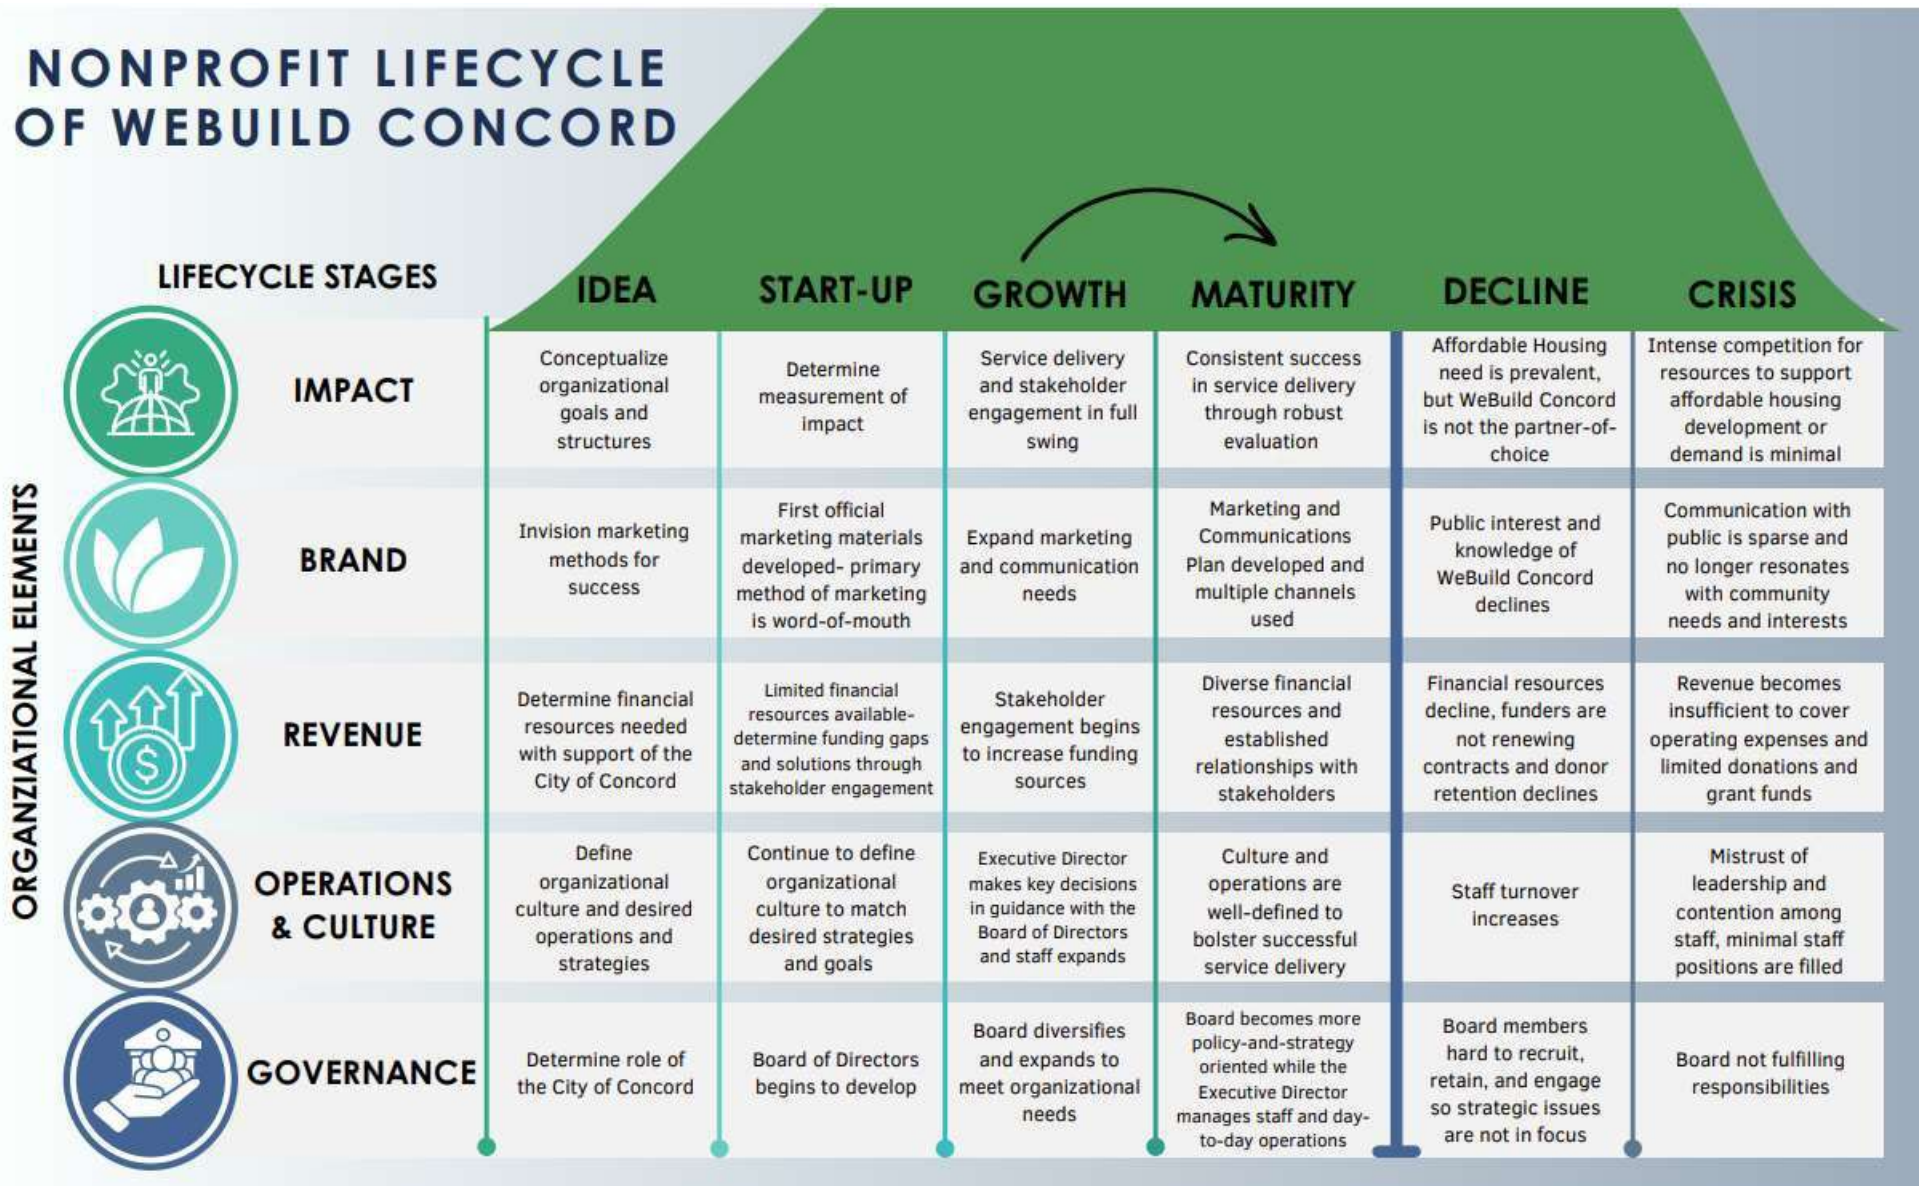 NONPROFIT LIFECYCLE
OF WEBUILD CONCORD
LIFECYCLE STAGES
IDEA
START-UP
GROWTH
MATURITY
DECLINE
CRISIS
ORGANZIATIONAL ELEMENTS
IMPACT
Conceptualize
organizational
goals and
structures
Determine
measurement of
impact
Service delivery
and stakeholder
engagement in full
swing
Consistent success
in service delivery
through robust
evaluation
Affordable Housing
need is prevalent,
but WeBuild Concord
is not the partner-of-
choice
Intense competition for
resources to support
affordable housing
development or
demand is minimal
BRAND
Invision marketing
methods for
success
First official
marketing materials
developed- primary
method of marketing
is word-of-mouth
Expand marketing
and communication
needs
Marketing and
Communications
Plan developed and
multiple channels
used
Public interest and
knowledge of
WeBuild Concord
declines
Communication with
public is sparse and
no longer resonates
with community
needs and interests
REVENUE
Determine financial
resources needed
with support of the
City of Concord
Limited financial
resources available-
determine funding gaps
and solutions through
stakeholder engagement
Stakeholder
engagement begins
to increase funding
sources
Diverse financial
resources and
established
relationships with
stakeholders
Financial resources
decline, funders are
not renewing
contracts and donor
retention declines
Revenue becomes
insufficient to cover
operating expenses and
limited donations and
grant funds
$
OPERATIONS
& CULTURE
Define
organizational
culture and desired
operations and
strategies
Continue to define
organizational
culture to match
desired strategies
and goals
Executive Director
makes key decisions
in guidance with the
Board of Directors
and staff expands
Culture and
operations are
well-defined to
bolster successful
service delivery
Staff turnover
increases
Mistrust of
leadership and
contention among
staff, minimal staff
positions are filled
GOVERNANCE
Determine role of
the City of Concord
Board of Directors
begins to develop
Board diversifies
and expands to
meet organizational
needs
Board becomes more
policy-and-strategy
oriented while the
Executive Director
manages staff and day-
to-day operations
Board members
hard to recruit,
retain, and engage
so strategic issues
are not in focus
Board not fulfilling
responsibilities